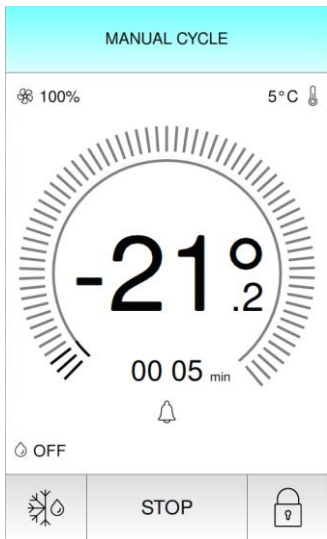 MANUAL CYCLE
100% 5°C
-21°.2
00 05 min
OFF
STOP